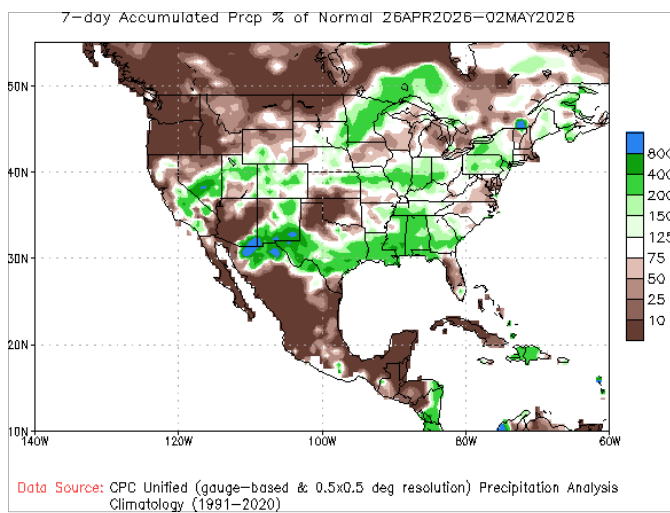 7-day Accumulated Prcp % of Normal 26APR2026-02MAY2026
50N
40N
30N
20N
10N
140W 120W 100W 80W 60W
800
400
200
150
125
75
50
25
10
Data Source: CPC Unified (gauge-based & 0.5x0.5 deg resolution) Precipitation Analysis
Climatology (1991-2020)